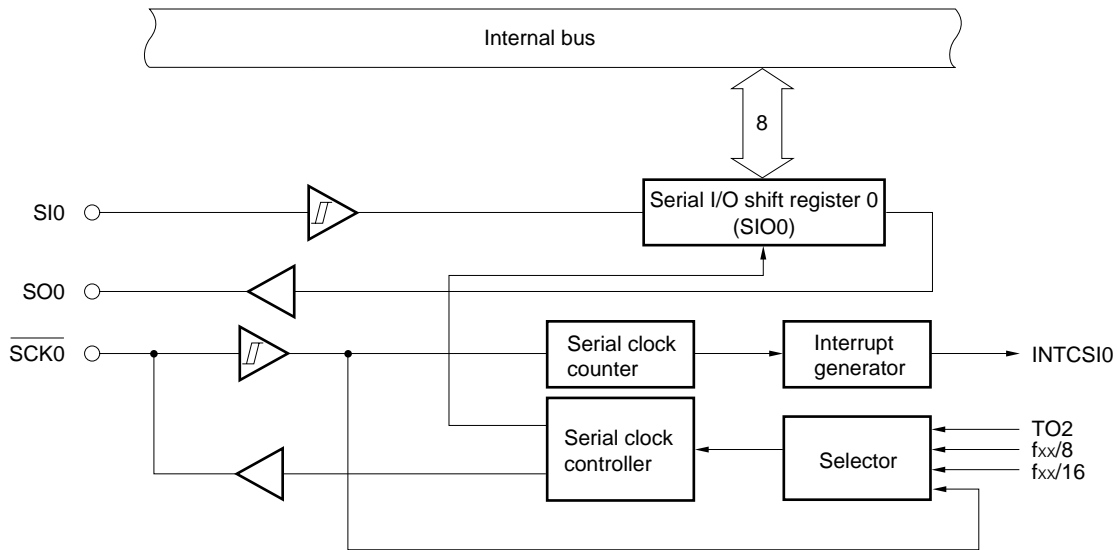 Internal bus
8
SI0
Serial I/O shift register 0
(SIO0)
SO0
SCK0
Serial clock
counter
Interrupt
generator
INTCSI0
Serial clock
controller
Selector
TO2
fxx/8
fxx/16